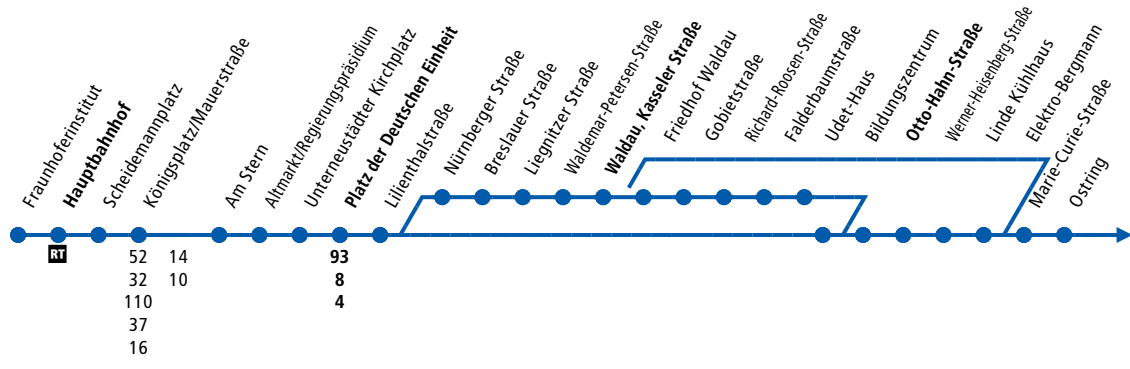 Fraunhoferinstitut
Hauptbahnhof
Scheidemannplatz
Königsplatz/Mauerstraße
Am Stern
Altmarkt/Regierungspräsidium
Unterneustädter Kirchplatz
Platz der Deutschen Einheit
Lilienthalstraße
Nürnberger Straße
Breslauer Straße
Liegnitzer Straße
Waldemar-Petersen-Straße
Waldau, Kasseler Straße
Friedhof Waldau
Gobietstraße
Richard-Roosen-Straße
Falderbaumstraße
Udet-Haus
Bildungszentrum
Otto-Hahn-Straße
Werner-Heisenberg-Straße
Linde Kühlhaus
Elektro-Bergmann
Marie-Curie-Straße
Ostring
RT
52 14
32 10
110
37
16
93
8
4